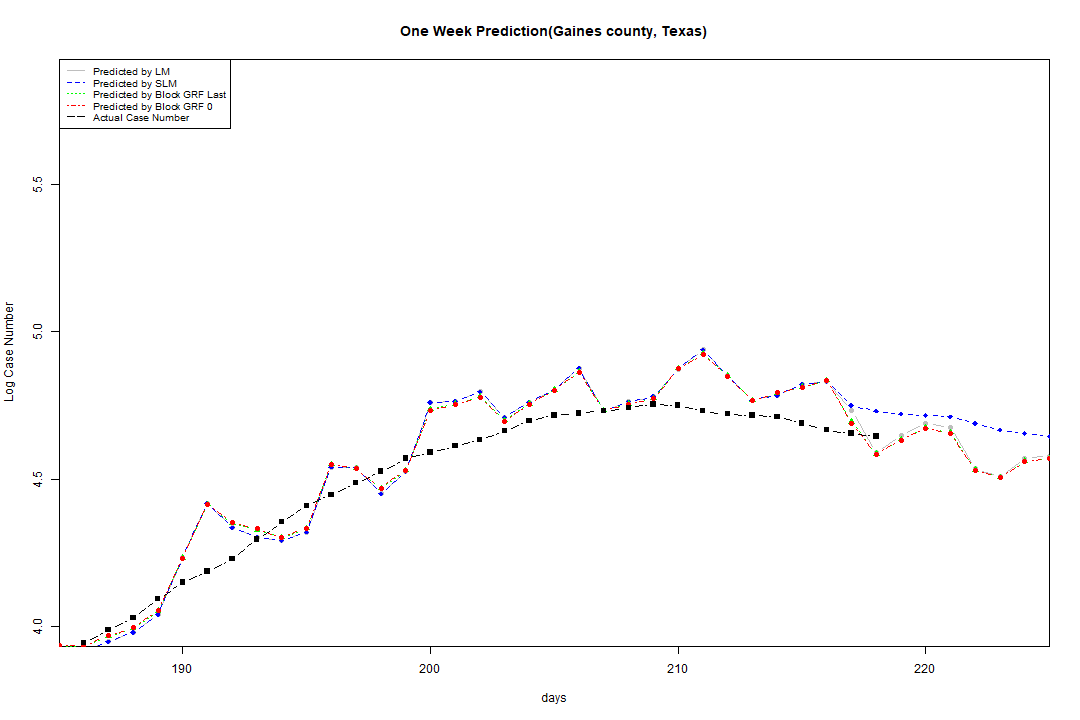 One Week Prediction(Gaines county, Texas)
Predicted by LM
Predicted by SLM
Predicted by Block GRF Last
Predicted by Block GRF 0
Actual Case Number
5.5
5.0
4.5
4.0
Log Case Number
190
200
210
220
days